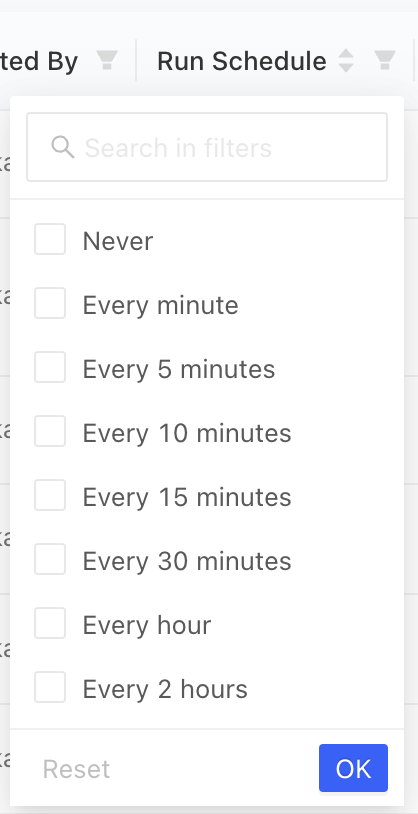 ted By
Run Schedule
Search in filters
Never
Every minute
Every 5 minutes
Every 10 minutes
Every 15 minutes
Every 30 minutes
Every hour
Every 2 hours
Reset
OK